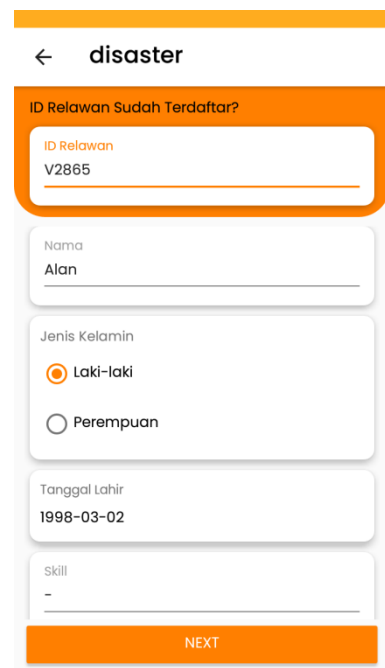 disaster
ID Relawan Sudah Terdaftar?
ID Relawan
V2865
Nama
Alan
Jenis Kelamin
Laki-laki
Perempuan
Tanggal Lahir
1998-03-02
Skill
-
NEXT